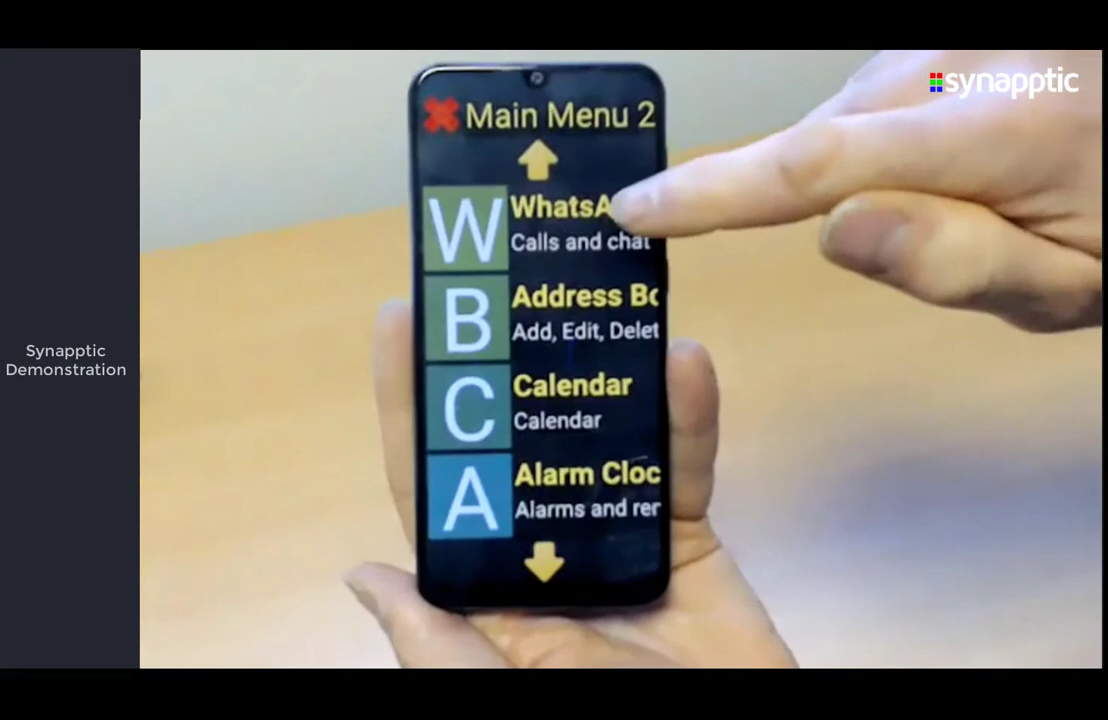 synapptic
Main Menu 2
W
WhatsA
Calls and chat
B
Address Bo
Add, Edit, Delet
C
Calendar
Calendar
A
Alarm Cloc
Alarms and rer
Synapptic
Demonstration